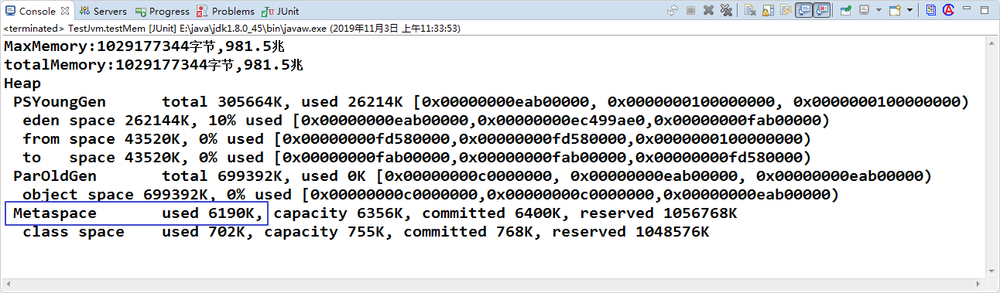 Console Servers Progress Problems JUnit
<terminated> TestJvm.testMem [JUnit] E:\java\jdk1.8.0_45\bin\javaw.exe (2019年11月3日 上午11:33:53)
MaxMemory:1029177344字节,981.5兆
totalMemory:1029177344字节,981.5兆
Heap
PSYoungGen      total 305664K, used 26214K [0x00000000eab00000, 0x0000000100000000, 0x0000000100000000)
eden space 262144K, 10% used [0x00000000eab00000,0x00000000ec499ae0,0x00000000fab00000)
from space 43520K, 0% used [0x00000000fd580000,0x00000000fd580000,0x0000000100000000)
to   space 43520K, 0% used [0x00000000fab00000,0x00000000fab00000,0x00000000fd580000)
ParOldGen       total 699392K, used 0K [0x00000000c0000000, 0x00000000eab00000, 0x00000000eab00000)
object space 699392K, 0% used [0x00000000c0000000,0x00000000c0000000,0x00000000eab00000)
Metaspace       used 6190K, capacity 6356K, committed 6400K, reserved 1056768K
class space    used 702K, capacity 755K, committed 768K, reserved 1048576K